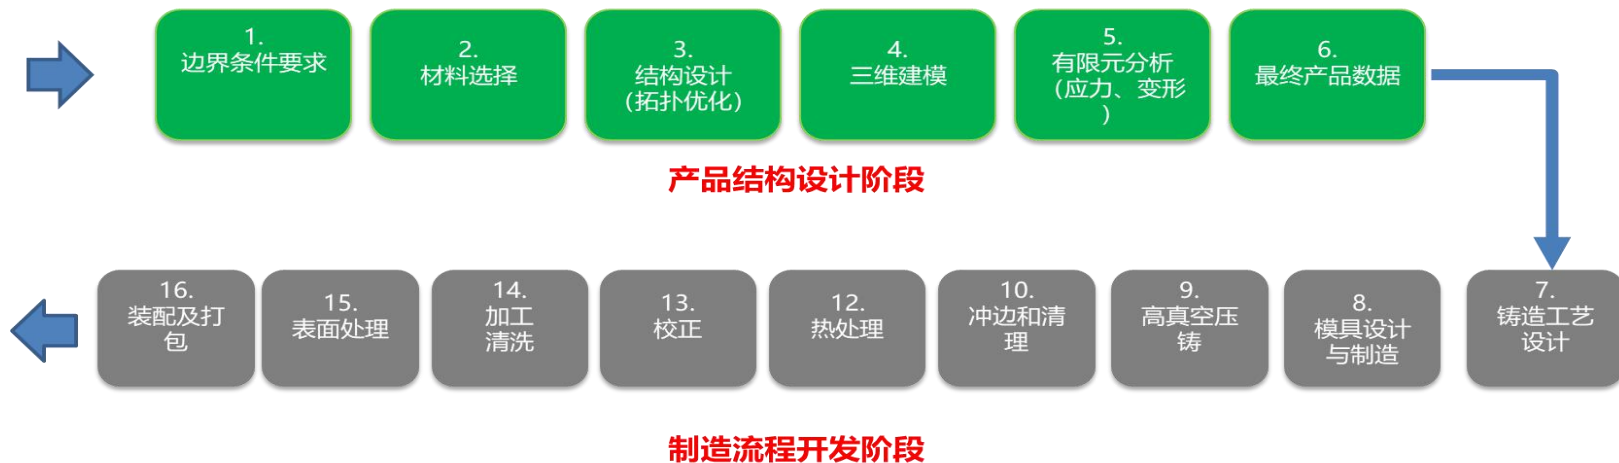 1.
边界条件要求
2.
材料选择
3.
结构设计
（拓扑优化）
4.
三维建模
5.
有限元分析
（应力、变形
）
6.
最终产品数据
产品结构设计阶段
16.
装配及打
包
15.
表面处理
14.
加工
清洗
13.
校正
12.
热处理
10.
冲边和清
理
9.
高真空压
铸
8.
模具设计
与制造
7.
铸造工艺
设计
制造流程开发阶段